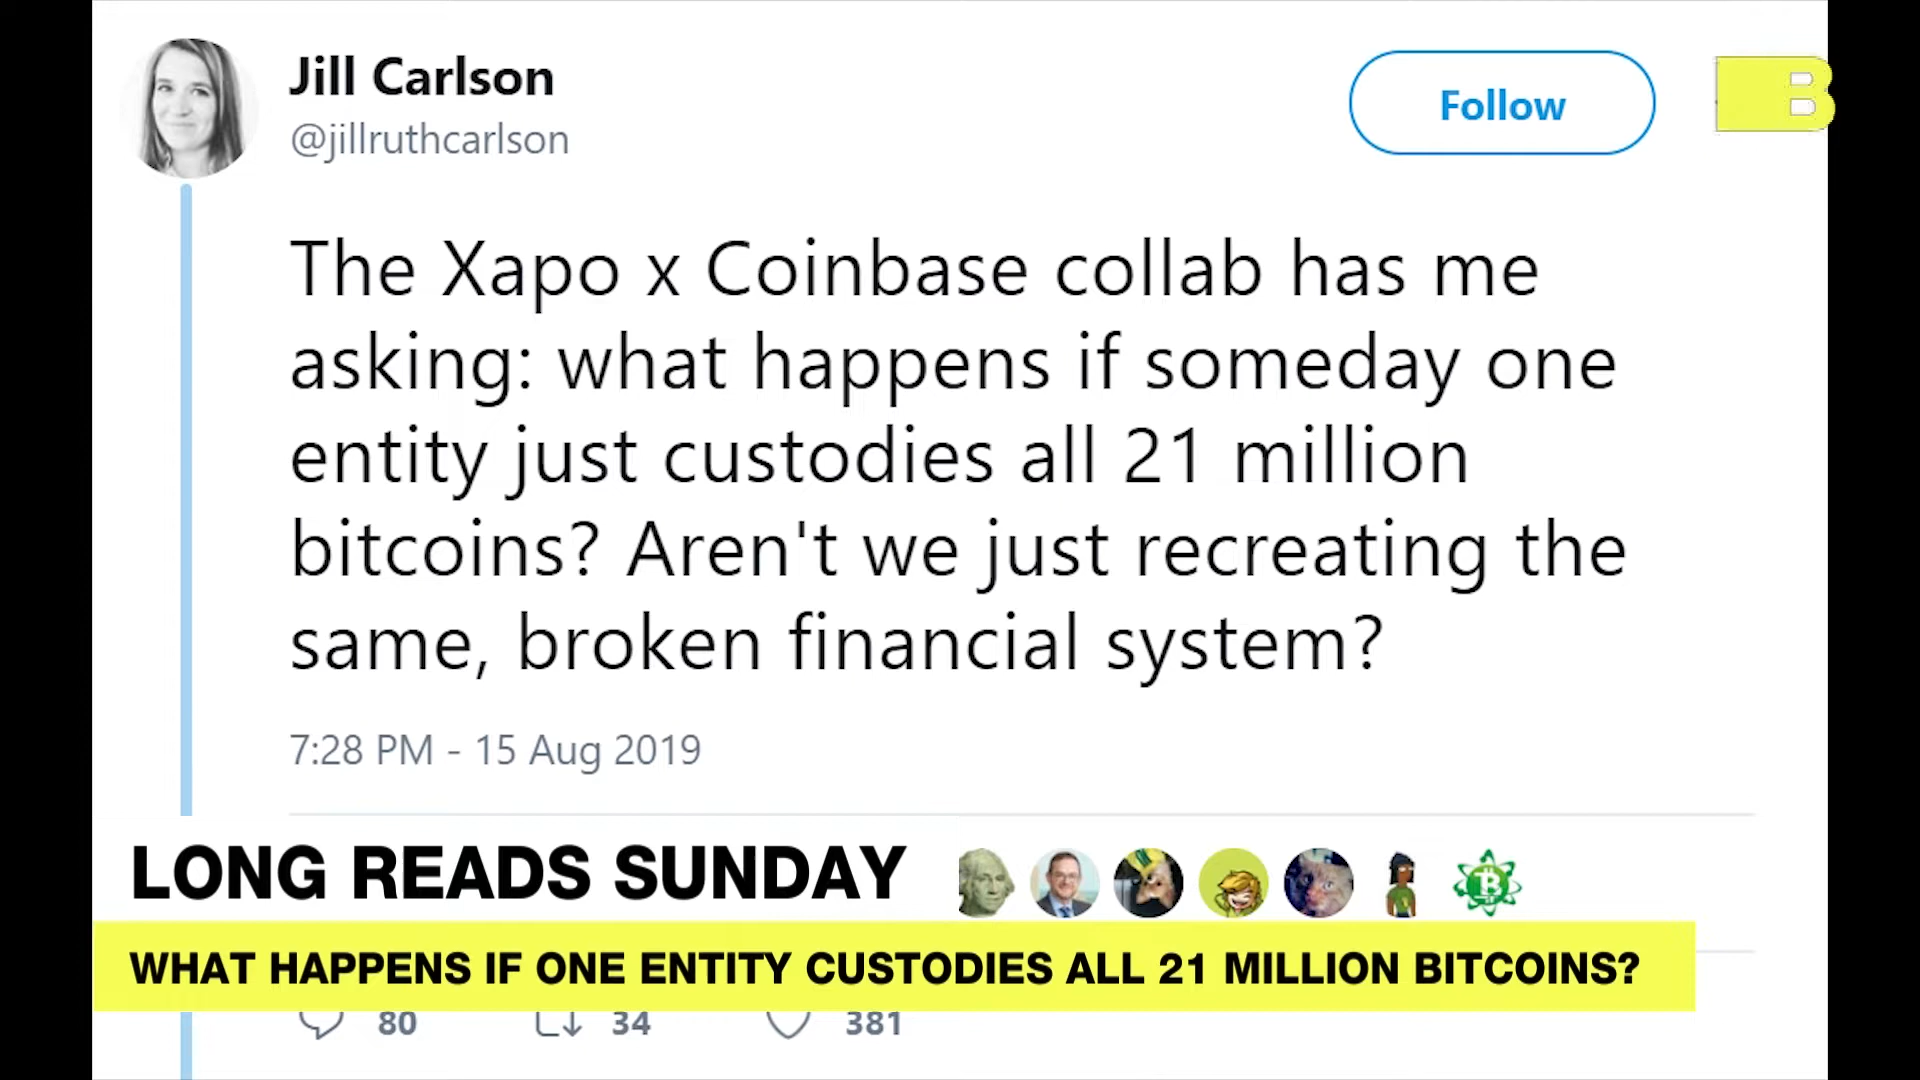 Jill Carlson
@jillruthcarlson
Follow
B
The Xapo x Coinbase collab has me
asking: what happens if someday one
entity just custodies all 21 million
bitcoins? Aren't we just recreating the
same, broken financial system?
7:28 PM - 15 Aug 2019
LONG READS SUNDAY
WHAT HAPPENS IF ONE ENTITY CUSTODIES ALL 21 MILLION BITCOINS?
80 34 381